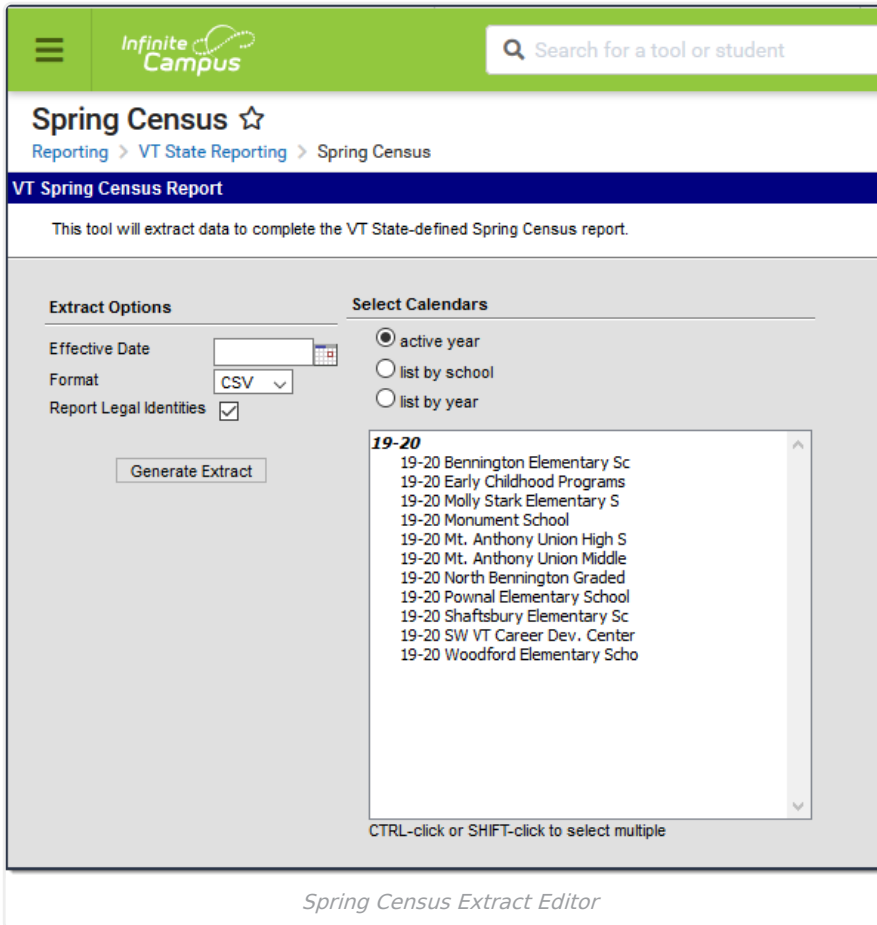 Infinite
Campus
Search for a tool or student
Spring Census
Reporting > VT State Reporting > Spring Census
VT Spring Census Report
This tool will extract data to complete the VT State-defined Spring Census report.
Extract Options
Effective Date
Format CSV
Report Legal Identities
Generate Extract
Select Calendars
active year
list by school
list by year
19-20
19-20 Bennington Elementary Sc
19-20 Early Childhood Programs
19-20 Molly Stark Elementary S
19-20 Monument School
19-20 Mt. Anthony Union High S
19-20 Mt. Anthony Union Middle
19-20 North Bennington Graded
19-20 Pownal Elementary School
19-20 Shaftsbury Elementary Sc
19-20 SW VT Career Dev. Center
19-20 Woodford Elementary Scho
CTRL-click or SHIFT-click to select multiple
Spring Census Extract Editor